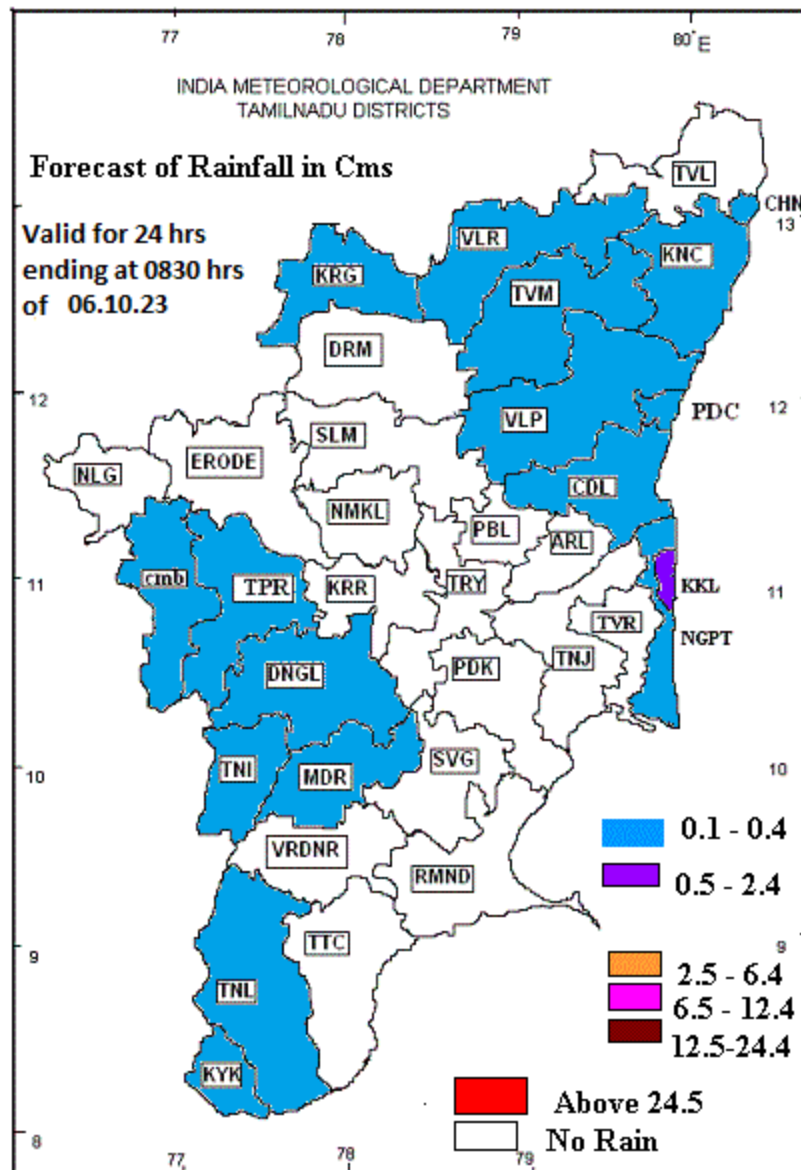 77 78 79 80°E
INDIA METEOROLOGICAL DEPARTMENT
TAMILNADU DISTRICTS
Forecast of Rainfall in Cms
TVL
CHN
13
Valid for 24 hrs
ending at 0830 hrs
of 06.10.23
VLR
KNC
KRG
TVM
DRM
12
12
PDC
VLP
SLM
ERODE
NLG
CDL
NMKL
PBL
ARL
11
cmb
TPR
KRR
TRY
KKL
11
TVR
NGPT
DNGL
PDK
TNJ
10
TNI
MDR
SVG
10
0.1 - 0.4
VRDNR
RMND
0.5 - 2.4
9
TTC
9
2.5 - 6.4
TNL
6.5 - 12.4
12.5-24.4
KYK
Above 24.5
No Rain
8
77 78 79